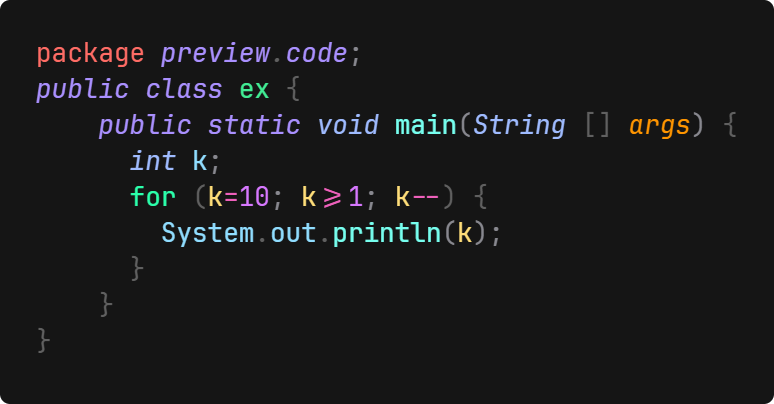 package preview.code;
public class ex {
    public static void main(String [] args) {
      int k;
      for (k=10; k>=1; k--) {
        System.out.println(k);
      }
    }
}